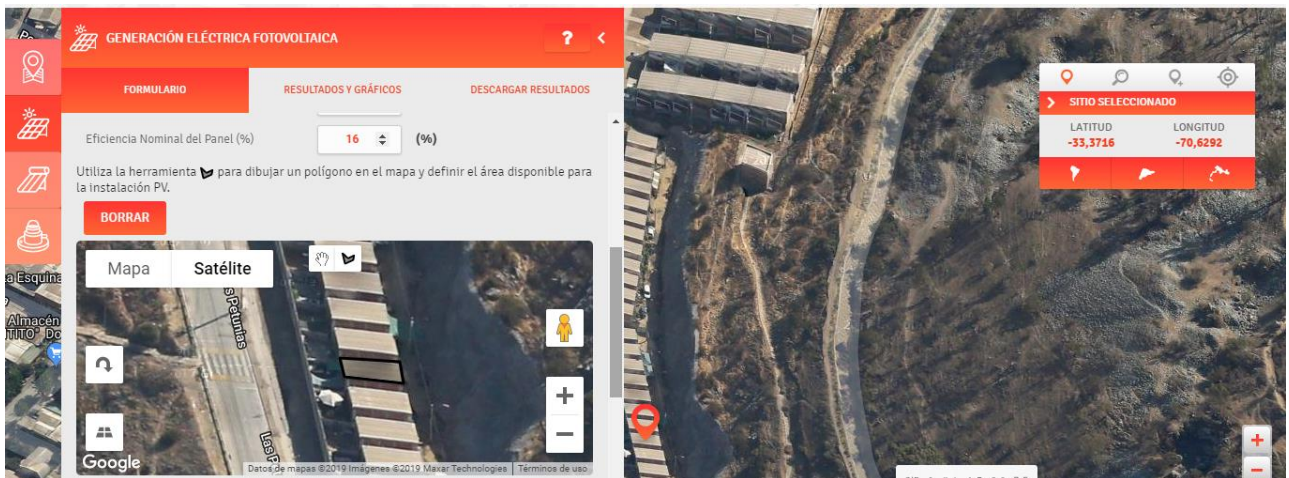 GENERACIÓN ELÉCTRICA FOTOVOLTAICA
?
FORMULARIO
RESULTADOS Y GRÁFICOS
DESCARGAR RESULTADOS
Eficiencia Nominal del Panel (%)
16
(%)
Utiliza la herramienta para dibujar un polígono en el mapa y definir el área disponible para
la instalación PV.
BORRAR
Mapa
Satélite
Las Pe
Google
Datos de mapas ©2019 Imágenes ©2019 Maxar Technologies
Términos de uso
a Esquina
Almacén
TITO" Do
SITIO SELECCIONADO
LATITUD
LONGITUD
-33,3716
-70,6292
+
−
s Petunias
+
−